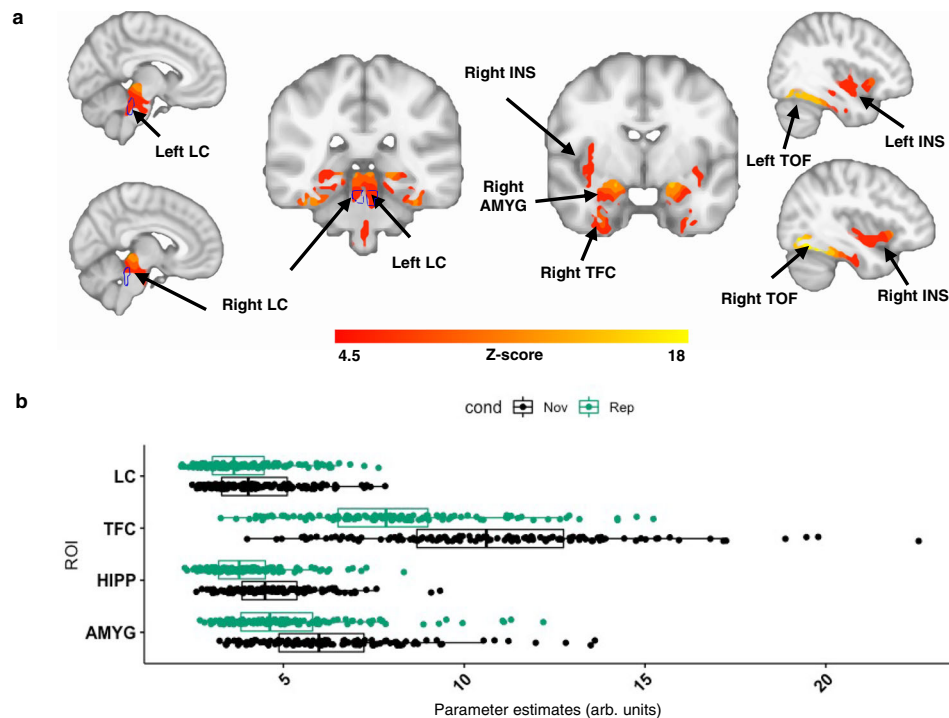 a
Left LC
Right LC
Left LC
Right INS
Right
AMYG
Right TFC
Left TOF
Left INS
Right TOF
Right INS
4.5
Z-score
18
b
cond
Nov
Rep
ROI
LC
TFC
HIPP
AMYG
5
10
15
20
Parameter estimates (arb. units)